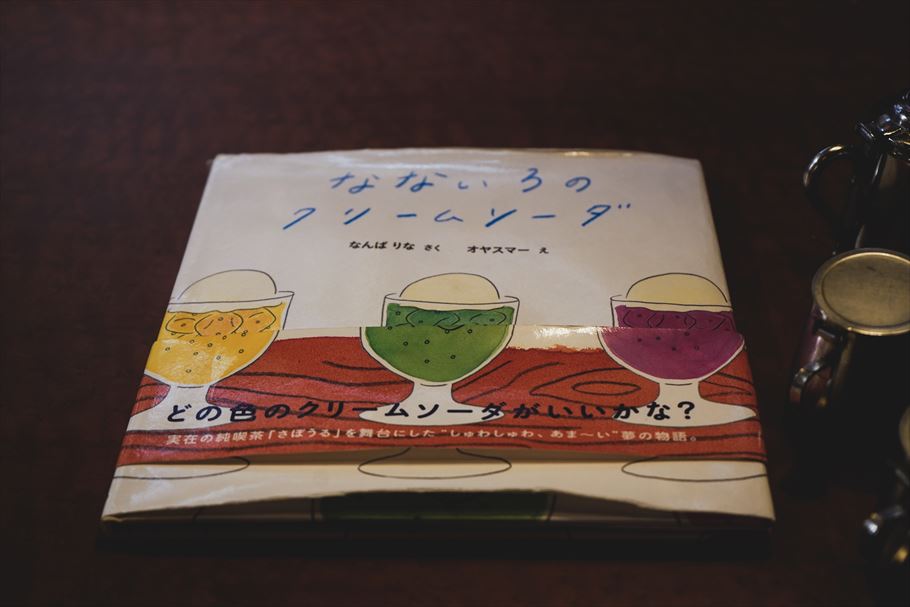 なないろの
クリームソーダ
なんば りな さく　オヤスマー え
どの色のクリームソーダがいいかな？
実在の純喫茶「さぼうる」を舞台にした“しゅわしゅわ、あま〜い”夢の物語。